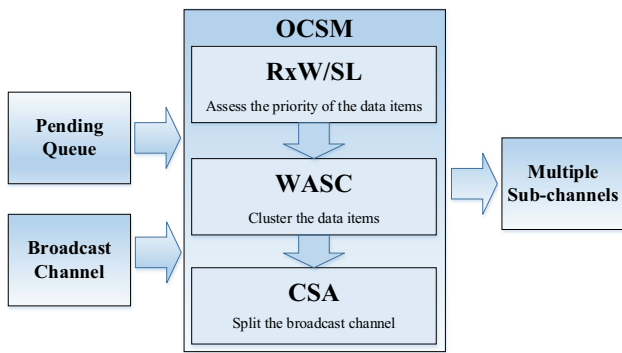 OCSM
RxW/SL
Assess the priority of the data items
Pending
Queue
WASC
Cluster the data items
Multiple
Sub-channels
Broadcast
Channel
CSA
Split the broadcast channel